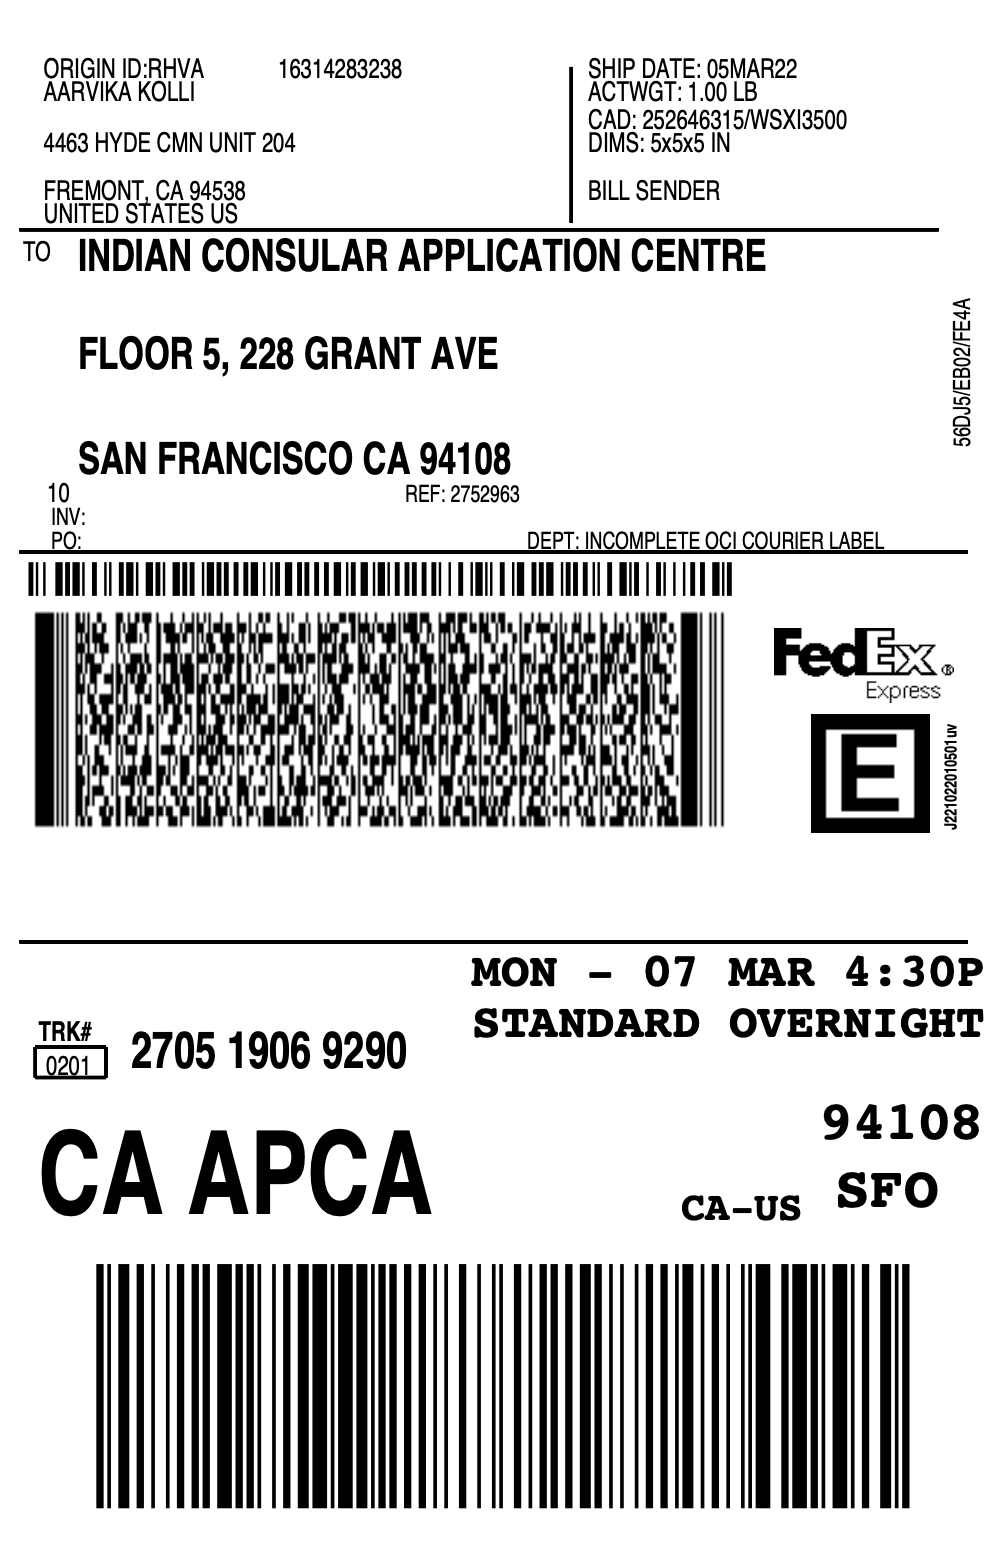 ORIGIN ID:RHVA 16314283238
AARVIKA KOLLI
4463 HYDE CMN UNIT 204
FREMONT, CA 94538
UNITED STATES US
SHIP DATE: 05MAR22
ACTWGT: 1.00 LB
CAD: 252646315/WSXI3500
DIMS: 5x5x5 IN
BILL SENDER
TO INDIAN CONSULAR APPLICATION CENTRE
FLOOR 5, 228 GRANT AVE
SAN FRANCISCO CA 94108
10 REF: 2752963
INV:
PO: DEPT: INCOMPLETE OCI COURIER LABEL
56DJ5/EB02/FE4A
FedEx®
Express
E
J221022010501uv
MON - 07 MAR 4:30P
STANDARD OVERNIGHT
TRK#
0201 2705 1906 9290
94108
CA APCA
CA-US SFO